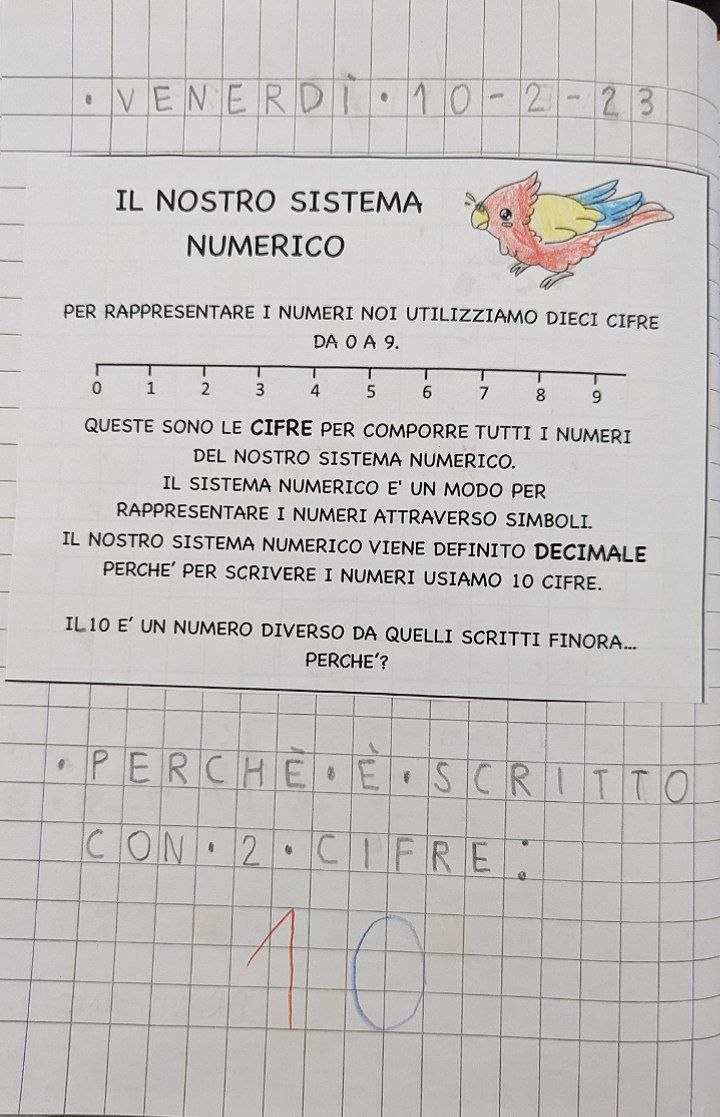 • VENERDÌ • 10-2-23
IL NOSTRO SISTEMA
NUMERICO
PER RAPPRESENTARE I NUMERI NOI UTILIZZIAMO DIECI CIFRE
DA 0 A 9.
0 1 2 3 4 5 6 7 8 9
QUESTE SONO LE CIFRE PER COMPORRE TUTTI I NUMERI
DEL NOSTRO SISTEMA NUMERICO.
IL SISTEMA NUMERICO E' UN MODO PER
RAPPRESENTARE I NUMERI ATTRAVERSO SIMBOLI.
IL NOSTRO SISTEMA NUMERICO VIENE DEFINITO DECIMALE
PERCHE' PER SCRIVERE I NUMERI USIAMO 10 CIFRE.
IL 10 E' UN NUMERO DIVERSO DA QUELLI SCRITTI FINORA...
PERCHE'?
• PERCHÈ • È • SCRITTO
CON • 2 • CIFRE:
10